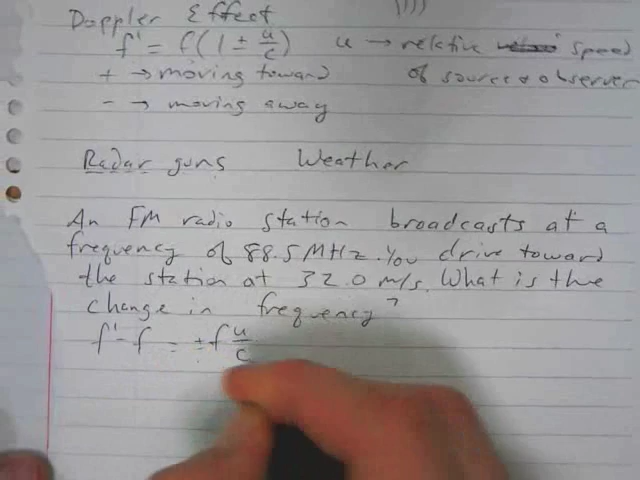 Doppler Effect
f' = f(1 ± u/c) u → relative speed
+ → moving toward of source & observer
- → moving away
Radar guns Weather
An FM radio station broadcasts at a
frequency of 88.5 MHz. You drive toward
the station at 32.0 m/s. What is the
change in frequency?
f' - f = ± f u/c